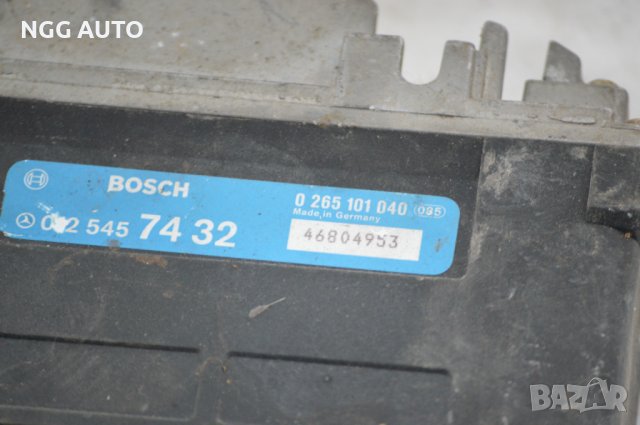 NGG AUTO
BOSCH
0 265 101 040 035
Made in Germany
545 74 32
46804953
BAZAR